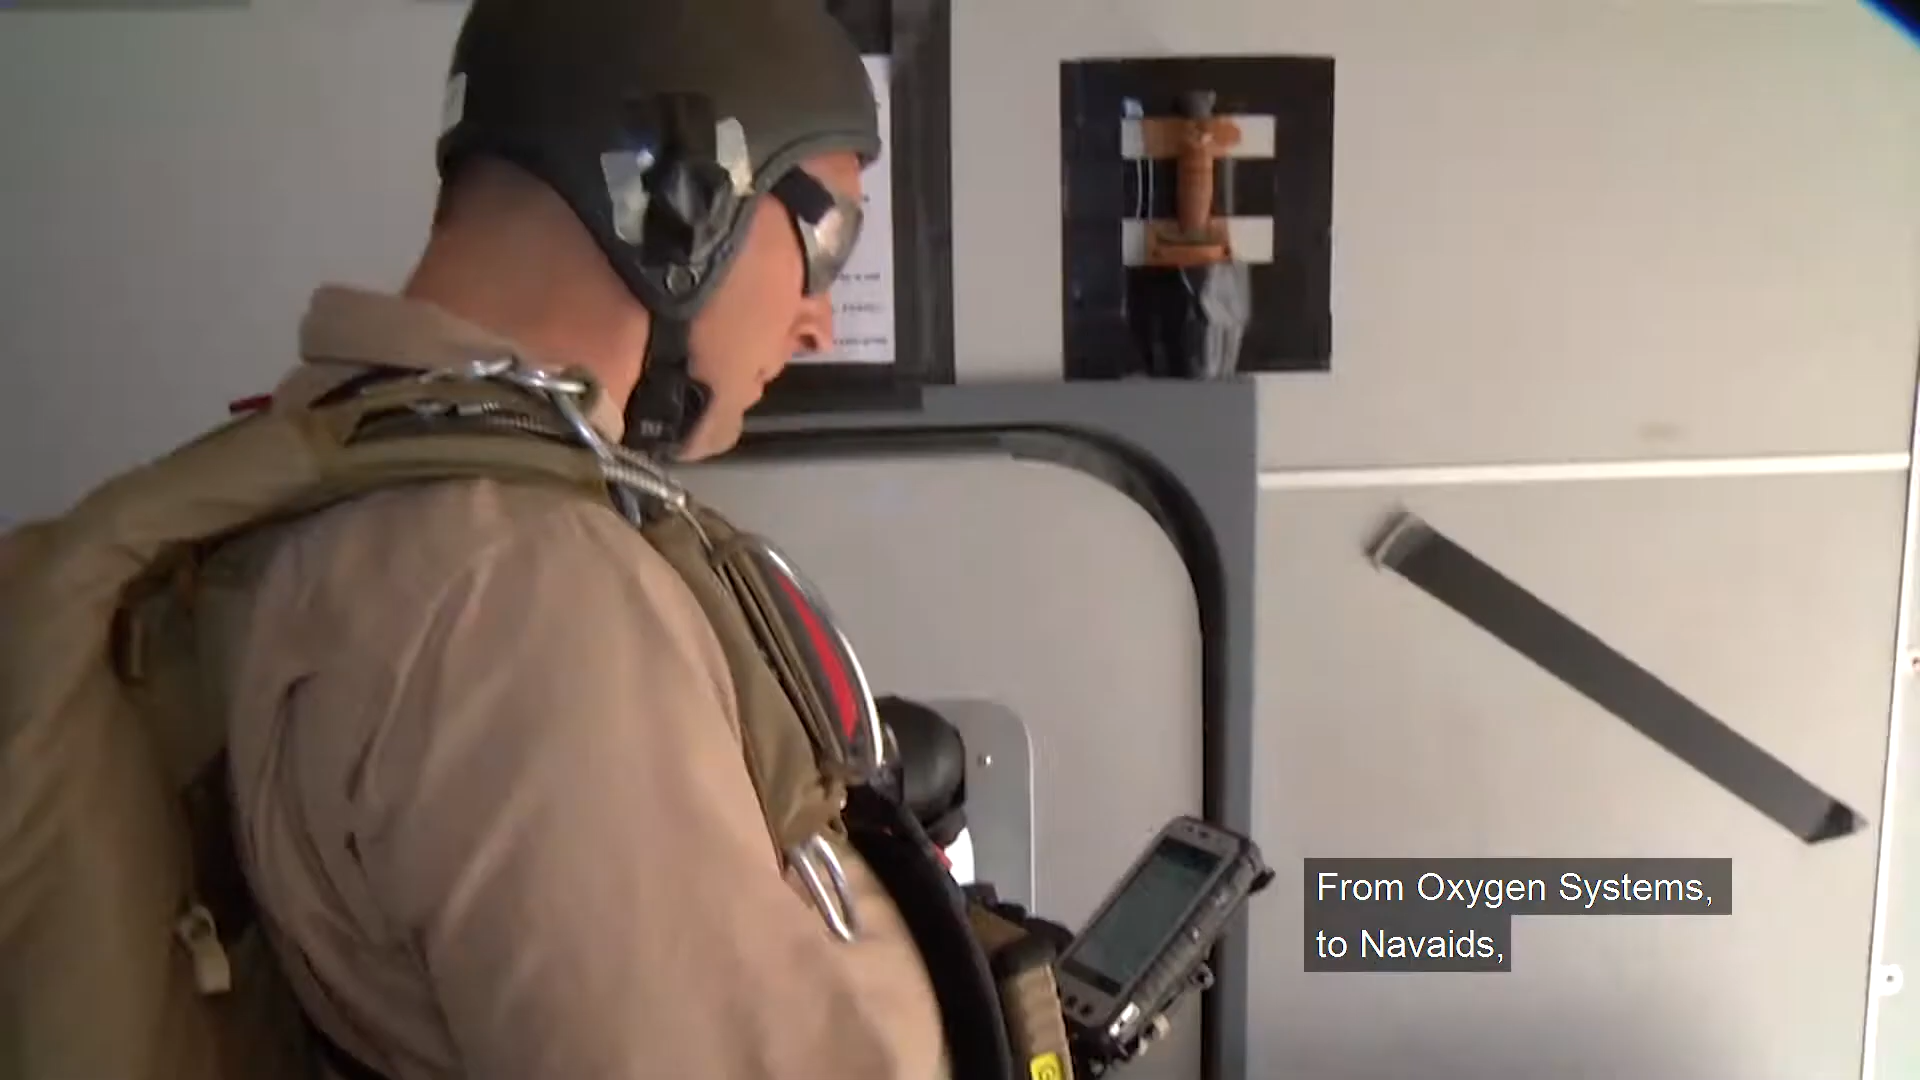 From Oxygen Systems,
to Navaids,